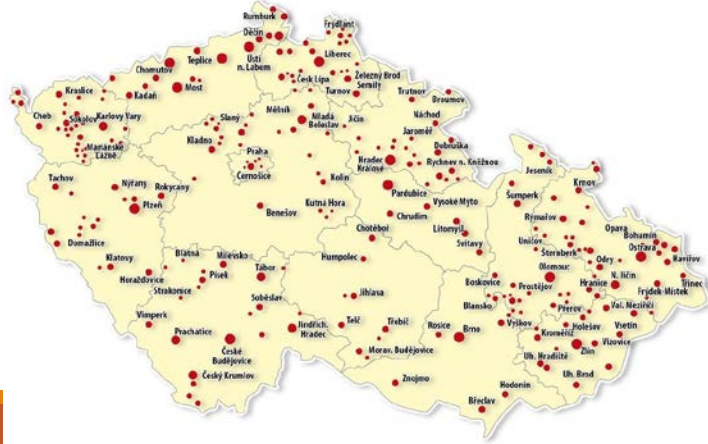 Rumburk
Děčín
Frýdlant
Teplice
Ústí
n. Labem
Liberec
Chomutov
Most
Česk Lípa
Železný Brod
Semily
Turnov
Kadaň
Kraslice
Cheb
Sokolov
Karlovy Vary
Mariánské
Lázně
Slaný
Mělník
Mladá
Boleslav
Jičín
Trutnov
Broumov
Náchod
Jaroměř
Dobruška
Kladno
Praha
Černošice
Hradec
Králové
Rychnov n. Kněžnou
Jeseník
Krnov
Tachov
Nýřany
Rokycany
Plzeň
Kolín
Kutná Hora
Benešov
Pardubice
Vysoké Mýto
Chrudim
Chotěboř
Litomyšl
Svitavy
Šumperk
Rýmařov
Opava
Bohumín
Ostrava
Karviná
Uničov
Šternberk
Odry
Olomouc
Hranice
N. Jičín
Třinec
Frýdek-Místek
Domažlice
Klatovy
Blatná
Milevsko
Horažďovice
Písek
Tábor
Strakonice
Humpolec
Soběslav
Jihlava
Boskovice
Blansko
Prostějov
Přerov
Val. Meziříčí
Vimperk
Prachatice
České
Budějovice
Jindřich.
Hradec
Telč
Třebíč
Rosice
Brno
Vyškov
Kroměříž
Holešov
Vsetín
Zlín
Vizovice
Morav. Budějovice
Uh. Hradiště
Uh. Brod
Český Krumlov
Znojmo
Hodonín
Břeclav